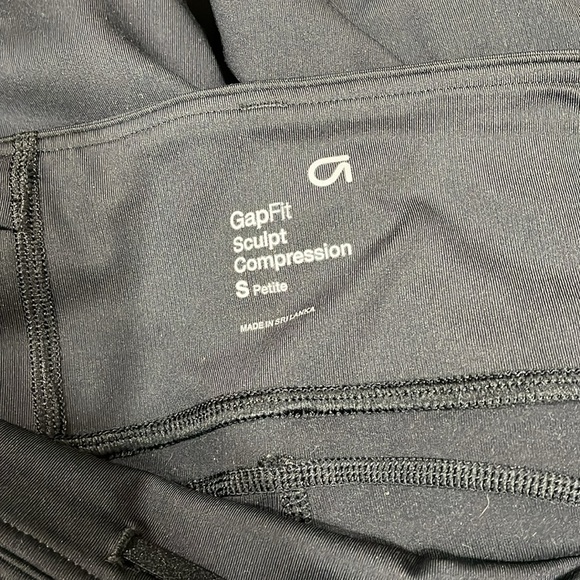 GapFit
Sculpt
Compression
S Petite
MADE IN SRI LANKA